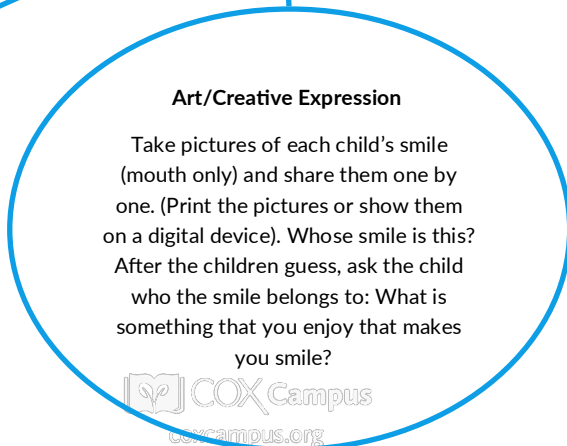 Art/Creative Expression
Take pictures of each child’s smile
(mouth only) and share them one by
one. (Print the pictures or show them
on a digital device). Whose smile is this?
After the children guess, ask the child
who the smile belongs to: What is
something that you enjoy that makes
you smile?
COX Campus
coxcampus.org